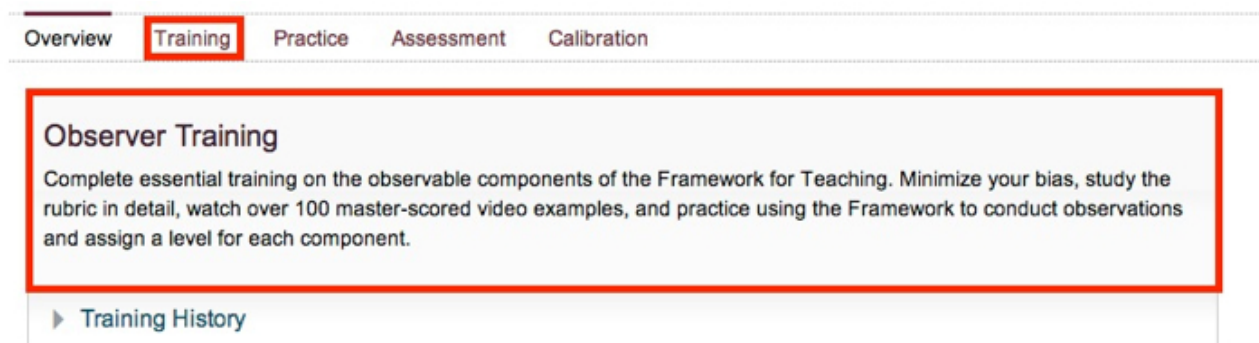 Overview Training Practice Assessment Calibration
Observer Training
Complete essential training on the observable components of the Framework for Teaching. Minimize your bias, study the
rubric in detail, watch over 100 master-scored video examples, and practice using the Framework to conduct observations
and assign a level for each component.
Training History